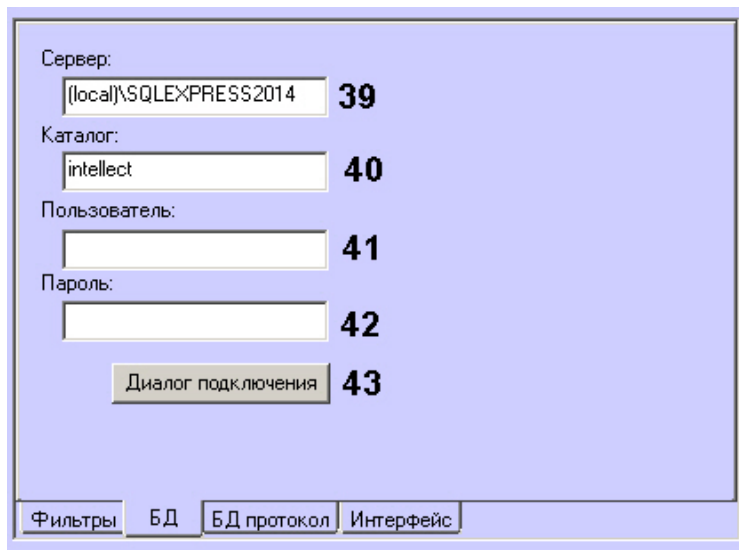 Сервер:
(local)\SQLEXPRESS2014 39
Каталог:
intellect 40
Пользователь:
41
Пароль:
42
Диалог подключения 43
Фильтры БД БД протокол Интерфейс